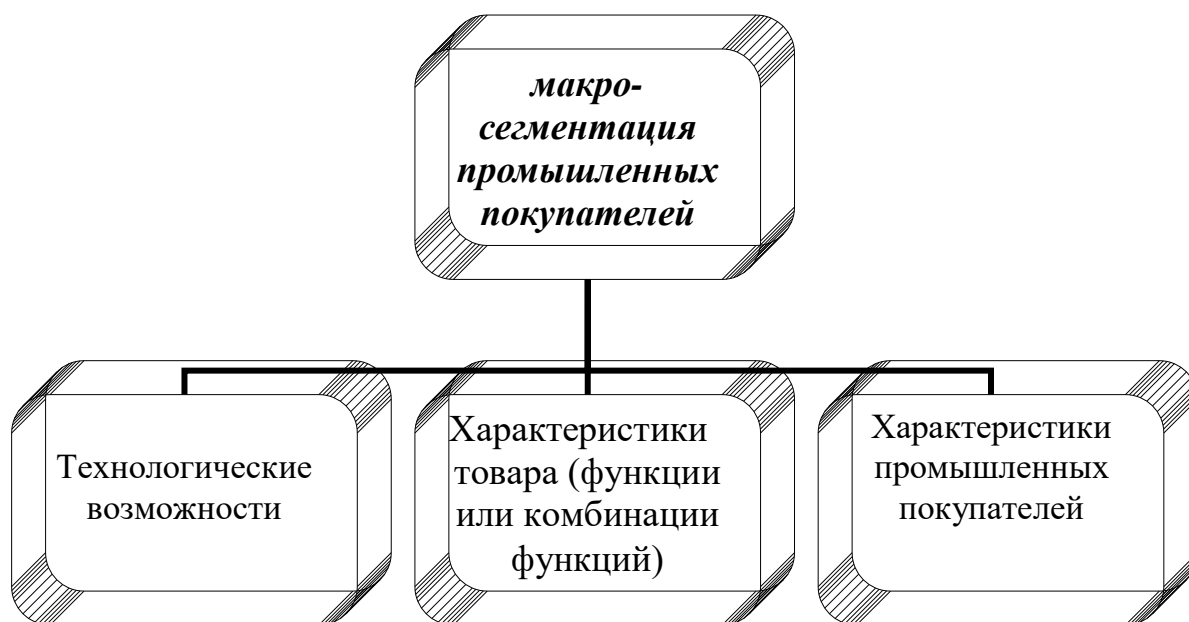 макро-
сегментация
промышленных
покупателей
Технологические
возможности
Характеристики
товара (функции
или комбинации
функций)
Характеристики
промышленных
покупателей